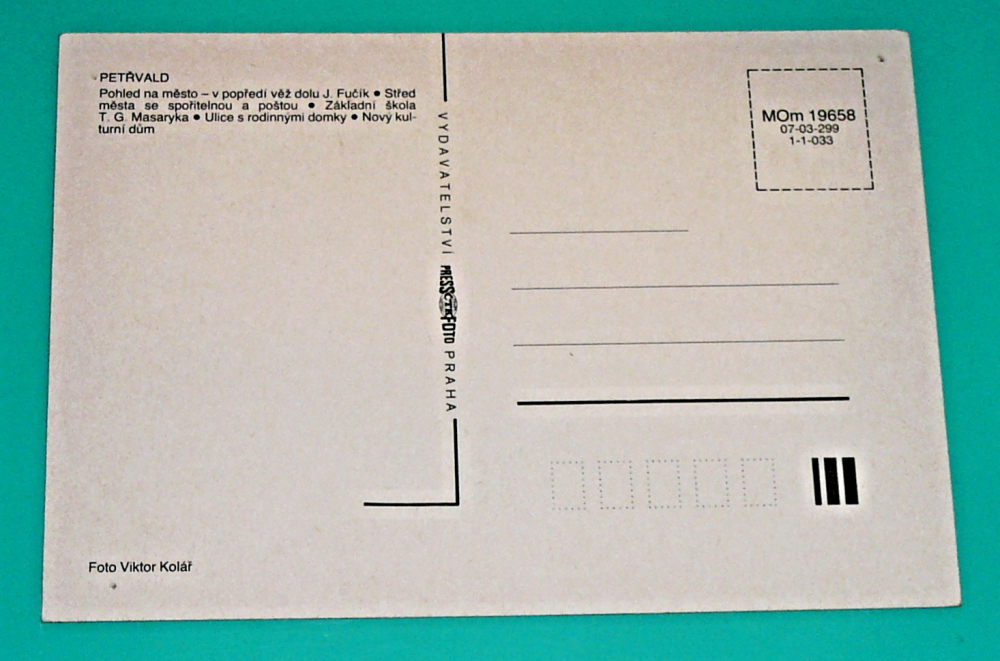 PETŘVALD
Pohled na město – v popředí věž dolu J. Fučík ● Střed
města se spořitelnou a poštou ● Základní škola
T. G. Masaryka ● Ulice s rodinnými domky ● Nový kul-
turní dům
VYDAVATELSTVÍ PRESSFOTO PRAHA
ČTK
MOm 19658
07-03-299
1-1-033
Foto Viktor Kolář